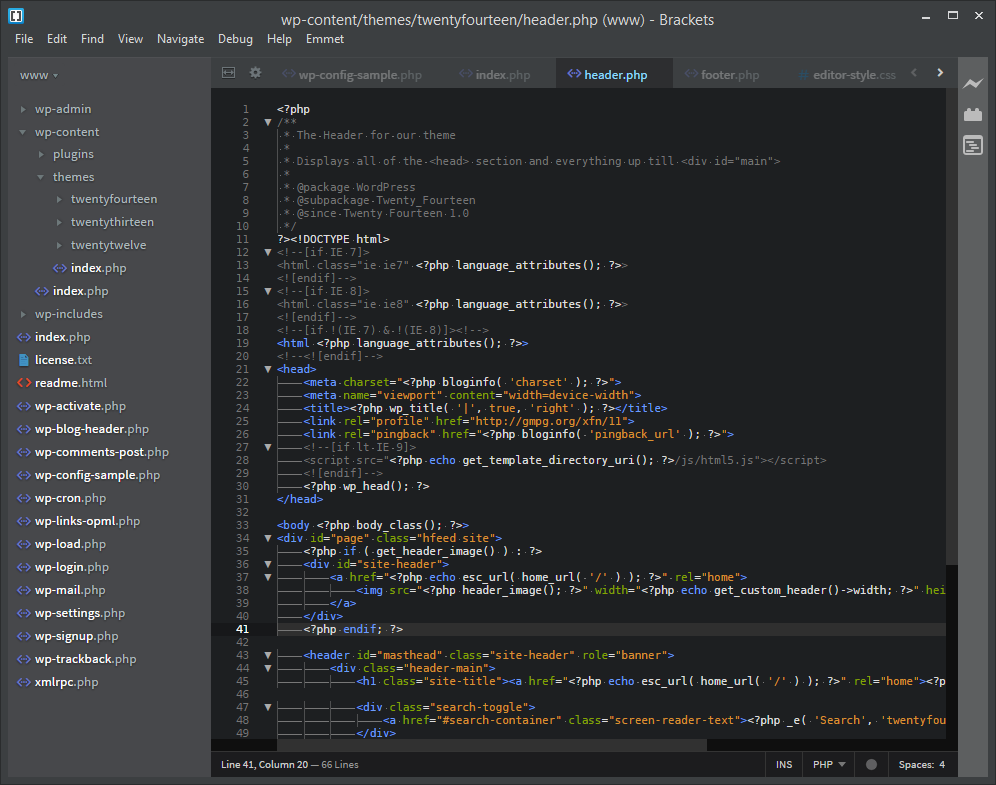 wp-content/themes/twentyfourteen/header.php (www) - Brackets
File Edit Find View Navigate Debug Help Emmet
www
wp-admin
wp-content
plugins
themes
twentyfourteen
twentythirteen
twentytwelve
index.php
index.php
wp-includes
index.php
license.txt
readme.html
wp-activate.php
wp-blog-header.php
wp-comments-post.php
wp-config-sample.php
wp-cron.php
wp-links-opml.php
wp-load.php
wp-login.php
wp-mail.php
wp-settings.php
wp-signup.php
wp-trackback.php
xmlrpc.php
wp-config-sample.php index.php header.php footer.php editor-style.css
1 <?php
2 /**
3 * The Header for our theme
4 *
5 * Displays all of the <head> section and everything up till <div id="main">
6 *
7 * @package WordPress
8 * @subpackage Twenty_Fourteen
9 * @since Twenty Fourteen 1.0
10 */
11 ?><!DOCTYPE html>
12 <!--[if IE 7]>
13 <html class="ie ie7" <?php language_attributes(); ?>>
14 <![endif]-->
15 <!--[if IE 8]>
16 <html class="ie ie8" <?php language_attributes(); ?>>
17 <![endif]-->
18 <!--[if !(IE 7) & !(IE 8)]><!-->
19 <html <?php language_attributes(); ?>>
20 <!--<![endif]-->
21 <head>
22 <meta charset="<?php bloginfo( 'charset' ); ?>">
23 <meta name="viewport" content="width=device-width">
24 <title><?php wp_title( '|', true, 'right' ); ?></title>
25 <link rel="profile" href="http://gmpg.org/xfn/11">
26 <link rel="pingback" href="<?php bloginfo( 'pingback_url' ); ?>">
27 <!--[if lt IE 9]>
28 <script src="<?php echo get_template_directory_uri(); ?>/js/html5.js"></script>
29 <![endif]-->
30 <?php wp_head(); ?>
31 </head>
32
33 <body <?php body_class(); ?>>
34 <div id="page" class="hfeed site">
35 <?php if ( get_header_image() ) : ?>
36 <div id="site-header">
37 <a href="<?php echo esc_url( home_url( '/' ) ); ?>" rel="home">
38 <img src="<?php header_image(); ?>" width="<?php echo get_custom_header()->width; ?>" hei
39 </a>
40 </div>
41 <?php endif; ?>
42
43 <header id="masthead" class="site-header" role="banner">
44 <div class="header-main">
45 <h1 class="site-title"><a href="<?php echo esc_url( home_url( '/' ) ); ?>" rel="home"><?p
46
47 <div class="search-toggle">
48 <a href="#search-container" class="screen-reader-text"><?php _e( 'Search', 'twentyfou
49 </div>
Line 41, Column 20 — 66 Lines INS PHP Spaces: 4